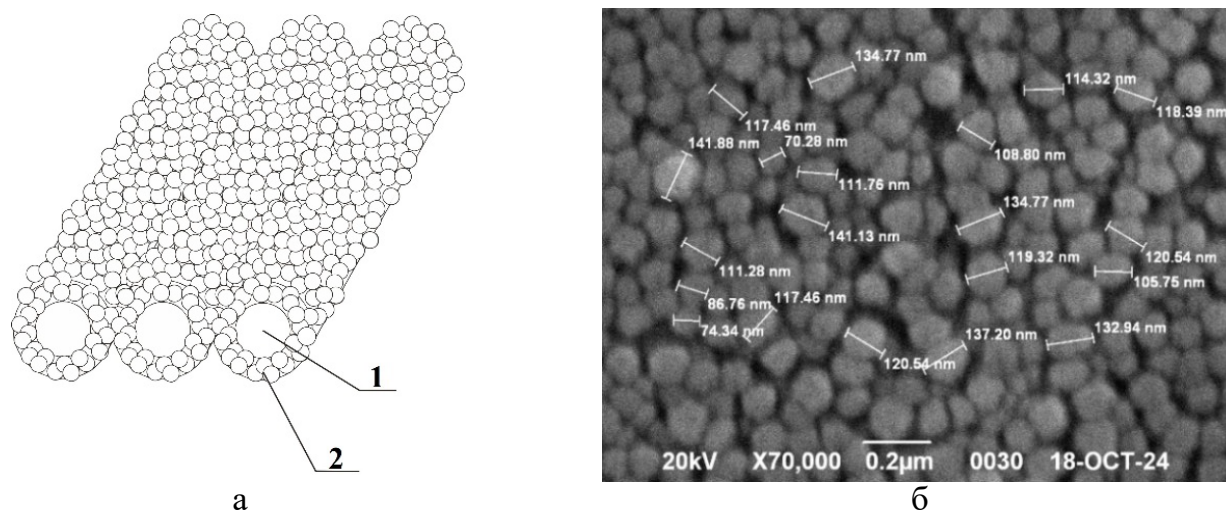 134.77 nm
114.32 nm
118.39 nm
117.46 nm
141.88 nm
70.28 nm
108.80 nm
111.76 nm
134.77 nm
141.13 nm
120.54 nm
111.28 nm
119.32 nm
105.75 nm
86.76 nm
117.46 nm
74.34 nm
137.20 nm
132.94 nm
120.54 nm
1
2
20kV X70,000 0.2µm 0030 18-OCT-24
а
б